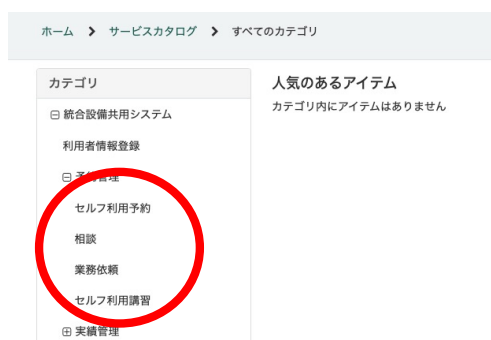 ホーム > サービスカタログ > すべてのカテゴリ
カテゴリ
統合設備共用システム
利用者情報登録
予約管理
セルフ利用予約
相談
業務依頼
セルフ利用講習
実績管理
人気のあるアイテム
カテゴリ内にアイテムはありません